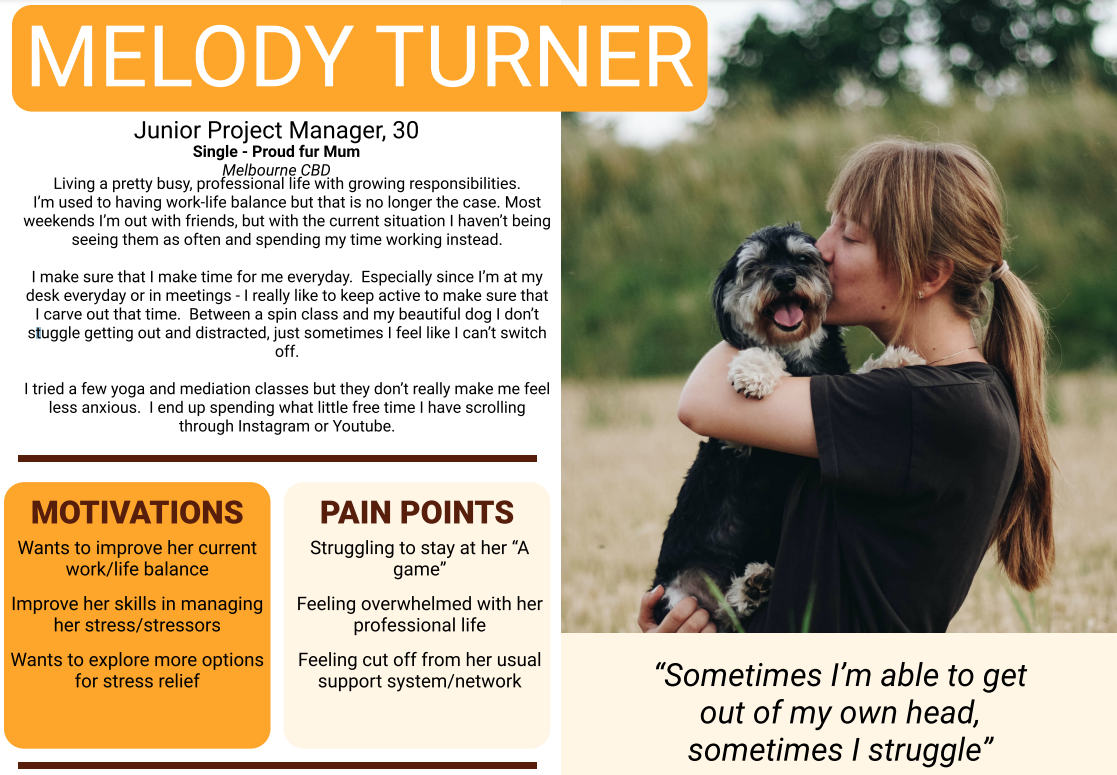 MELODY TURNER
Junior Project Manager, 30
Single - Proud fur Mum
Melbourne CBD
Living a pretty busy, professional life with growing responsibilities.
I’m used to having work-life balance but that is no longer the case. Most
weekends I’m out with friends, but with the current situation I haven’t being
seeing them as often and spending my time working instead.
I make sure that I make time for me everyday.  Especially since I’m at my
desk everyday or in meetings - I really like to keep active to make sure that
I carve out that time.  Between a spin class and my beautiful dog I don’t
stuggle getting out and distracted, just sometimes I feel like I can’t switch
off.
I tried a few yoga and mediation classes but they don’t really make me feel
less anxious.  I end up spending what little free time I have scrolling
through Instagram or Youtube.
MOTIVATIONS
Wants to improve her current
work/life balance
Improve her skills in managing
her stress/stressors
Wants to explore more options
for stress relief
PAIN POINTS
Struggling to stay at her “A
game”
Feeling overwhelmed with her
professional life
Feeling cut off from her usual
support system/network
“Sometimes I’m able to get
out of my own head,
sometimes I struggle”